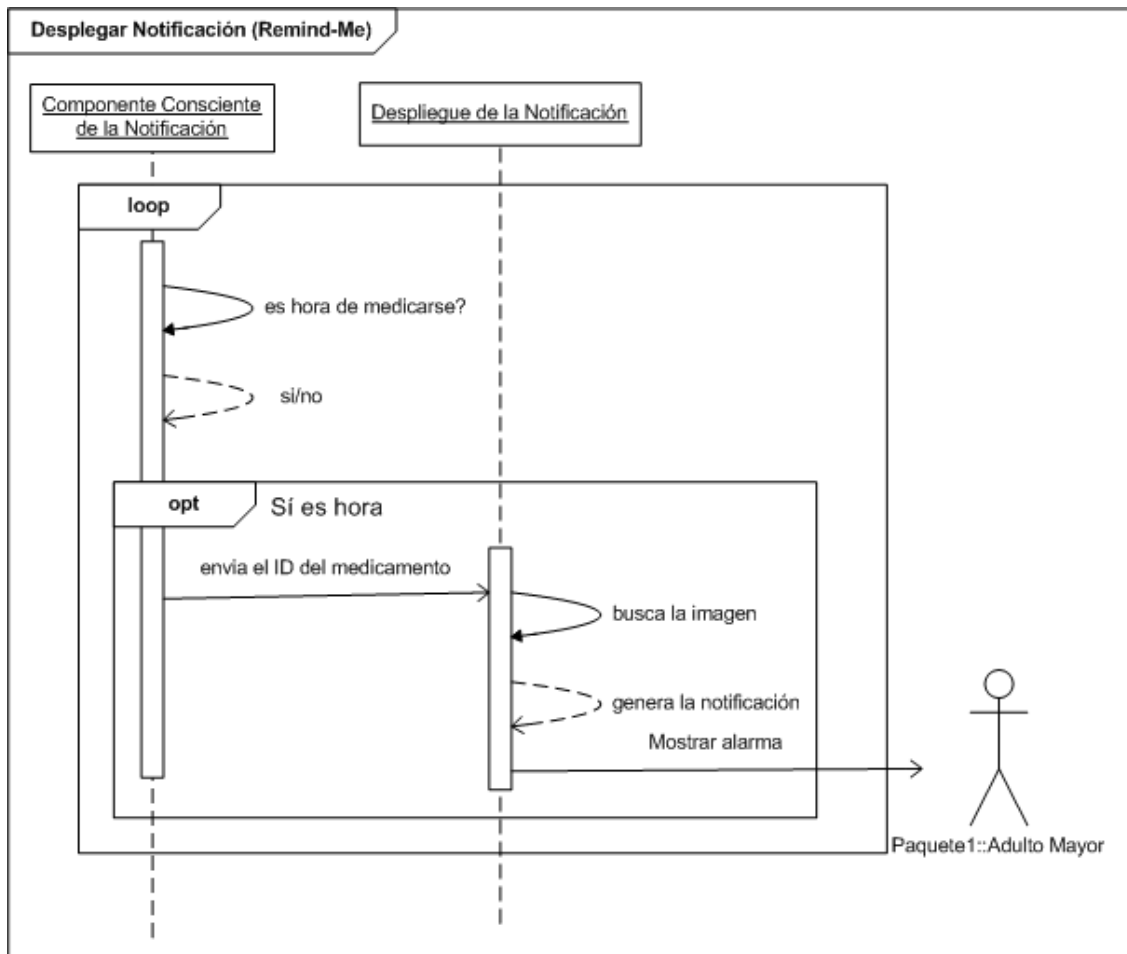 Desplegar Notificación (Remind-Me)
Componente Consciente
de la Notificación
Despliegue de la Notificación
loop
es hora de medicarse?
si/no
opt
Sí es hora
envia el ID del medicamento
busca la imagen
genera la notificación
Mostrar alarma
Paquete1::Adulto Mayor